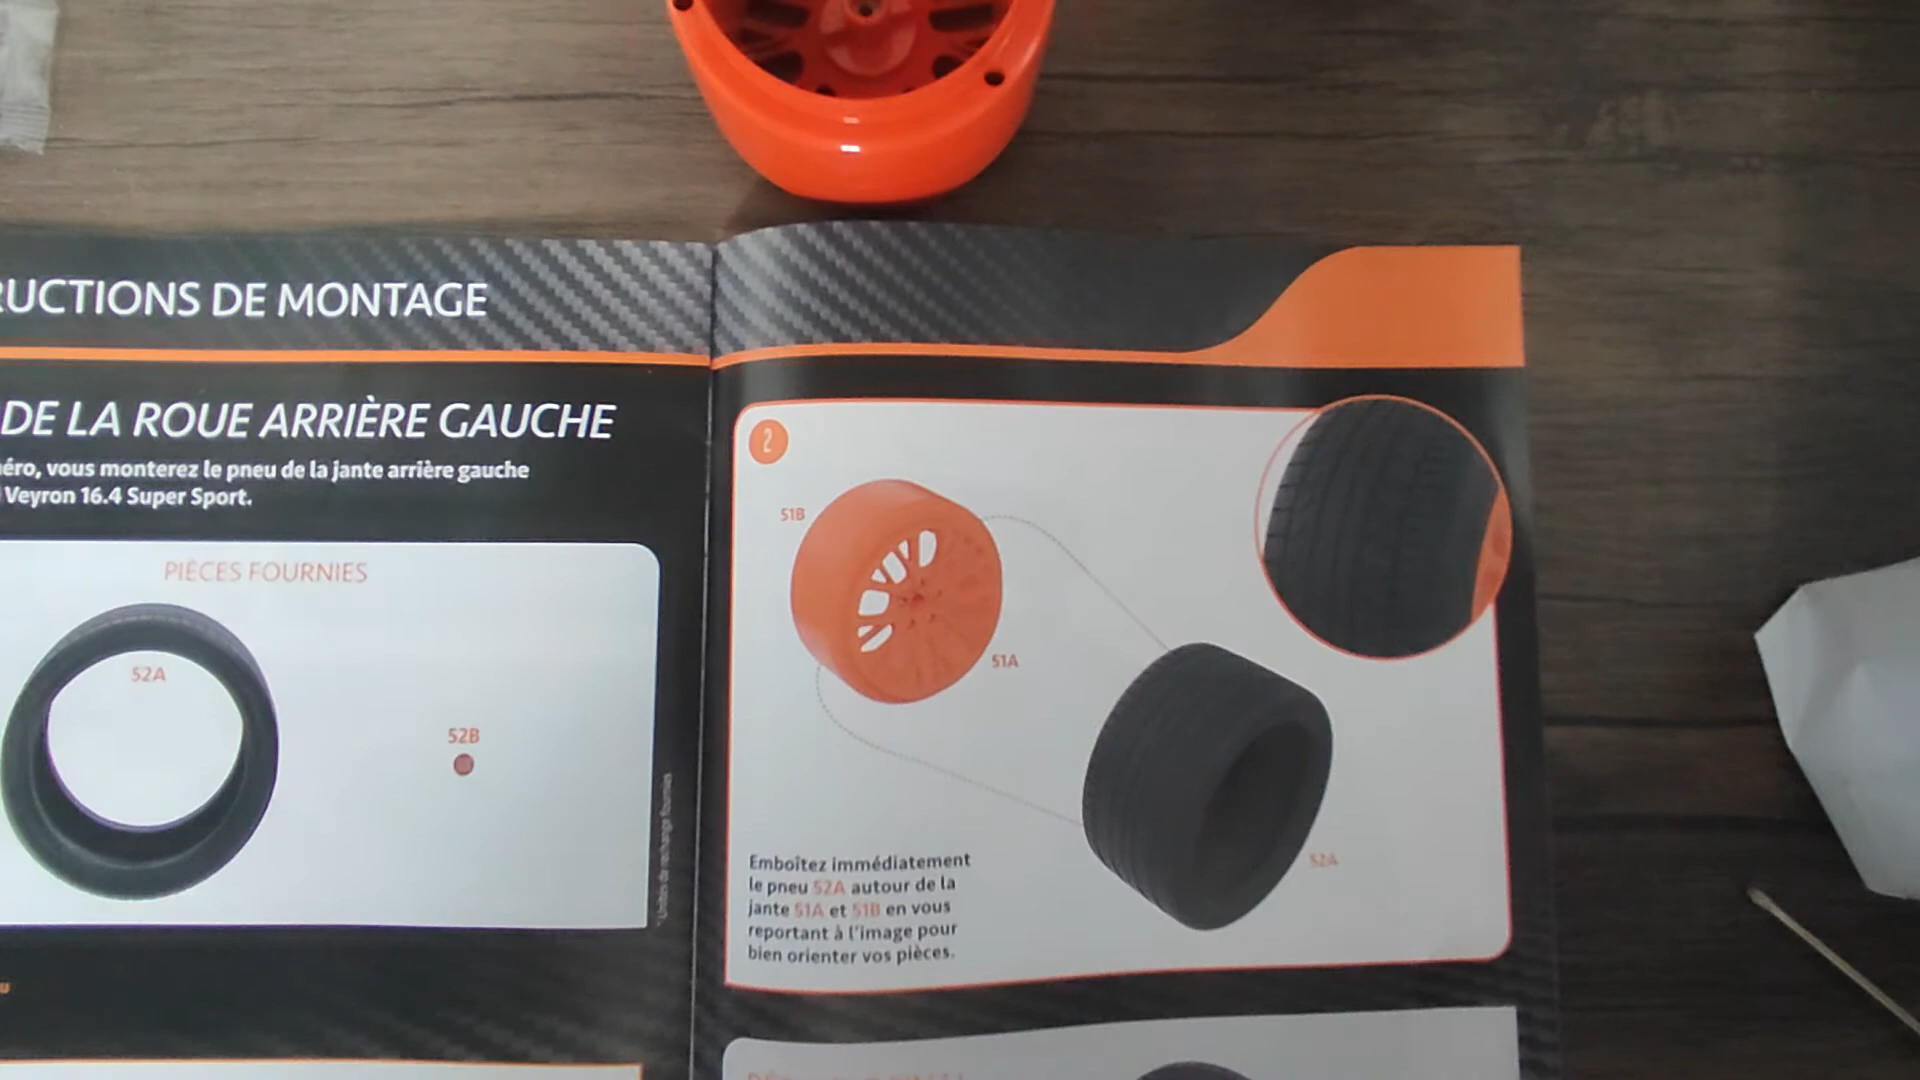 RUCTIONS DE MONTAGE
DE LA ROUE ARRIÈRE GAUCHE
éro, vous monterez le pneu de la jante arrière gauche
Veyron 16.4 Super Sport.
PIÈCES FOURNIES
52A
52B
2
51B
51A
52A
Emboîtez immédiatement
le pneu 52A autour de la
jante 51A et 51B en vous
reportant à l'image pour
bien orienter vos pièces.